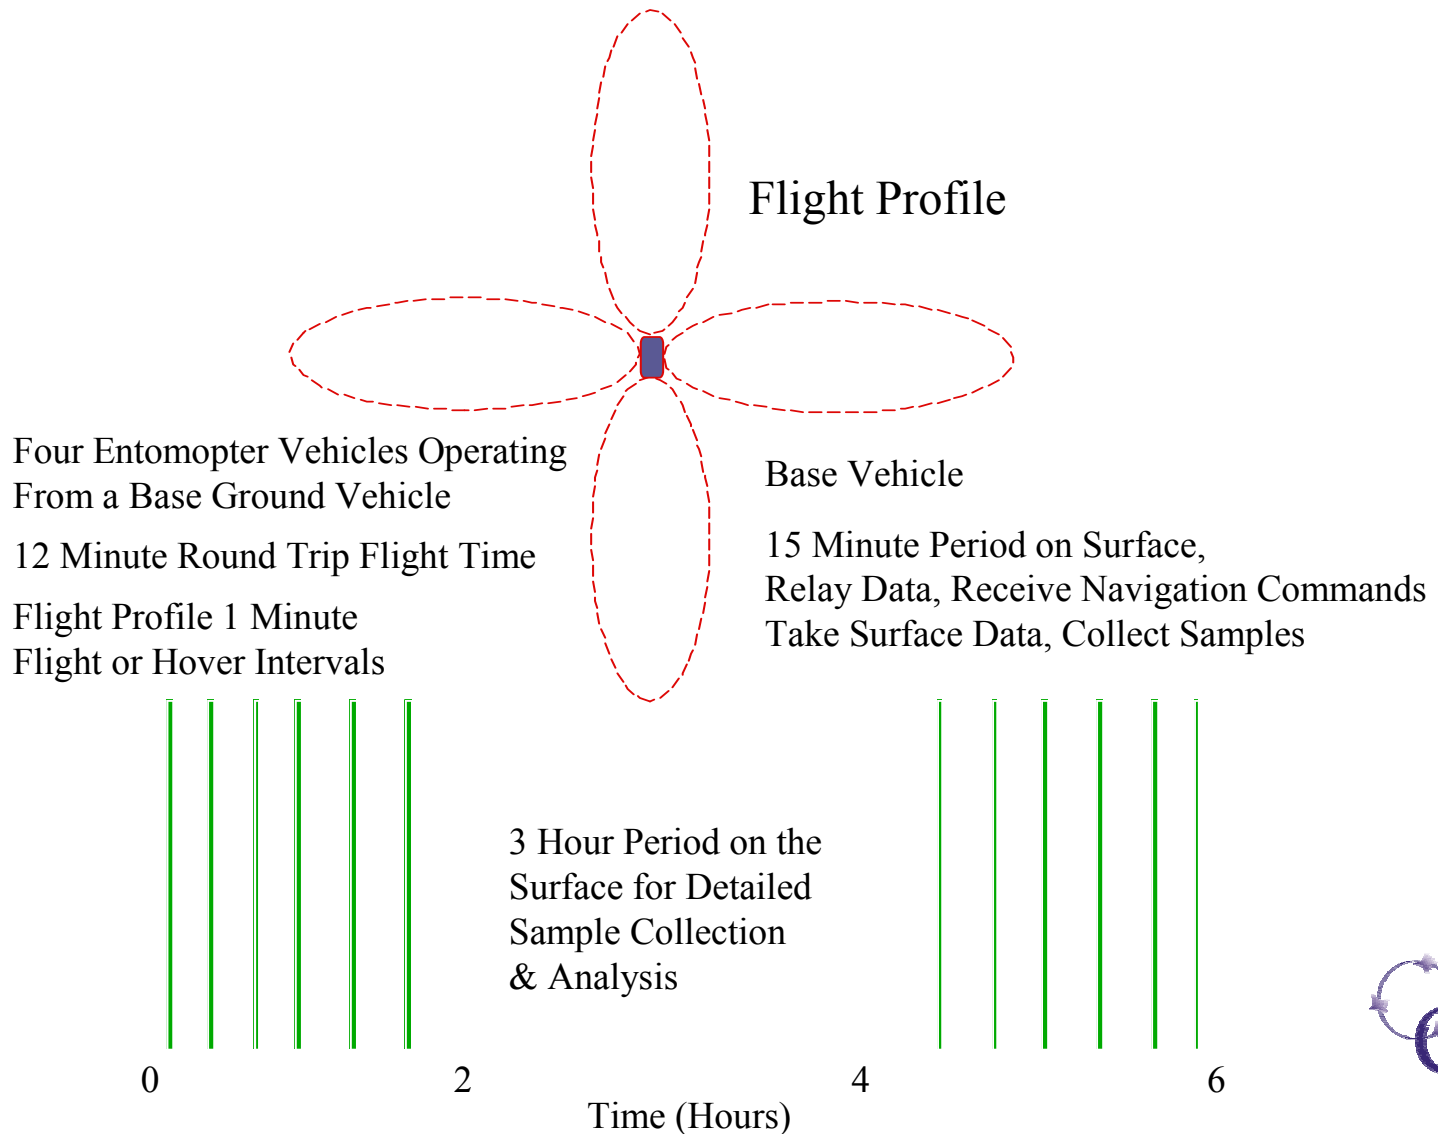 Flight Profile
Four Entomopter Vehicles Operating
From a Base Ground Vehicle
12 Minute Round Trip Flight Time
Flight Profile 1 Minute
Flight or Hover Intervals
Base Vehicle
15 Minute Period on Surface,
Relay Data, Receive Navigation Commands
Take Surface Data, Collect Samples
3 Hour Period on the
Surface for Detailed
Sample Collection
& Analysis
0 2 4 6
Time (Hours)